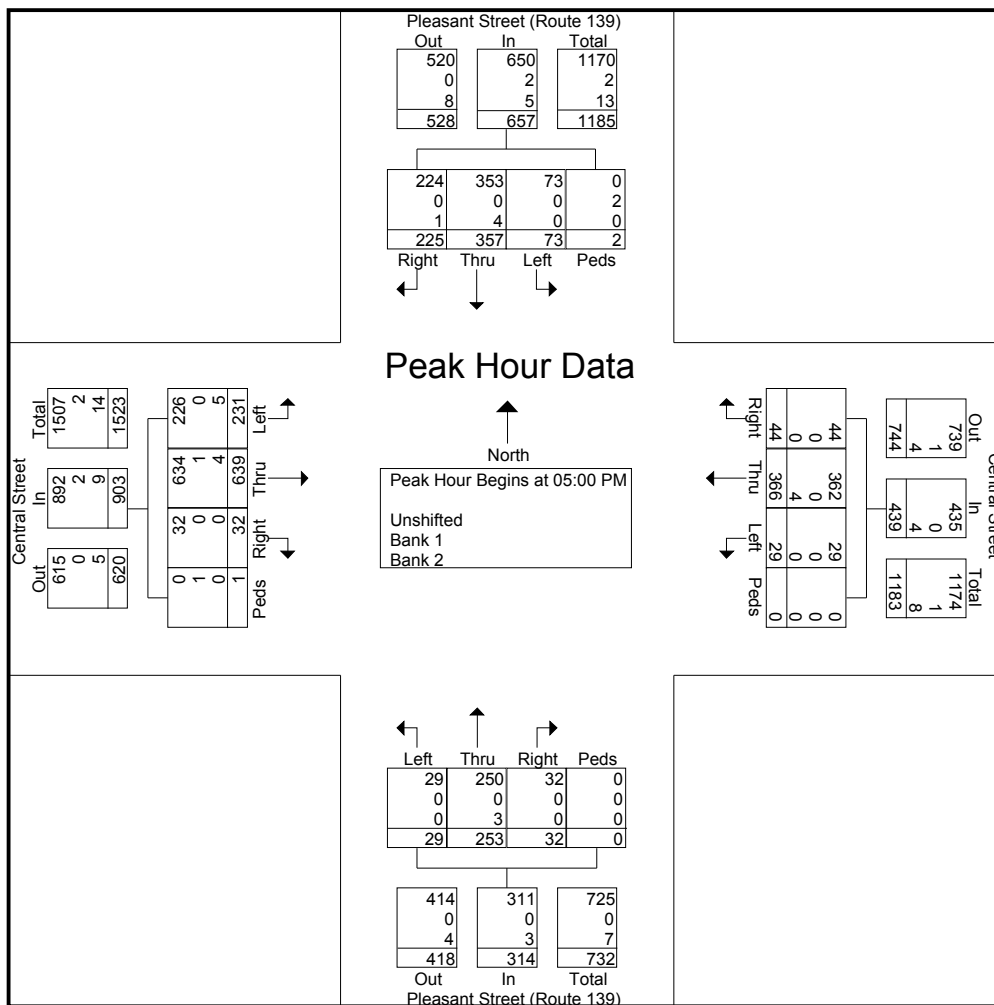 Pleasant Street (Route 139)
Out In Total
520 650 1170
0 2 2
8 5 13
528 657 1185
224 353 73 0
0 0 0 2
1 4 0 0
225 357 73 2
Right Thru Left Peds
Peak Hour Data
North
Peak Hour Begins at 05:00 PM
Unshifted
Bank 1
Bank 2
Central Street
Out In Total
615 892 1507
0 2 2
5 9 14
620 903 1523
0 32 634 226
1 0 1 0
0 0 4 5
1 32 639 231
Peds Right Thru Left
Out In Total
739 435 1174
1 0 1
4 4 8
744 439 1183
44 362 29 0
0 0 0 0
0 4 0 0
44 366 29 0
Right Thru Left Peds
Left Thru Right Peds
29 250 32 0
0 0 0 0
0 3 0 0
29 253 32 0
414 311 725
0 0 0
4 3 7
418 314 732
Out In Total
Pleasant Street (Route 139)